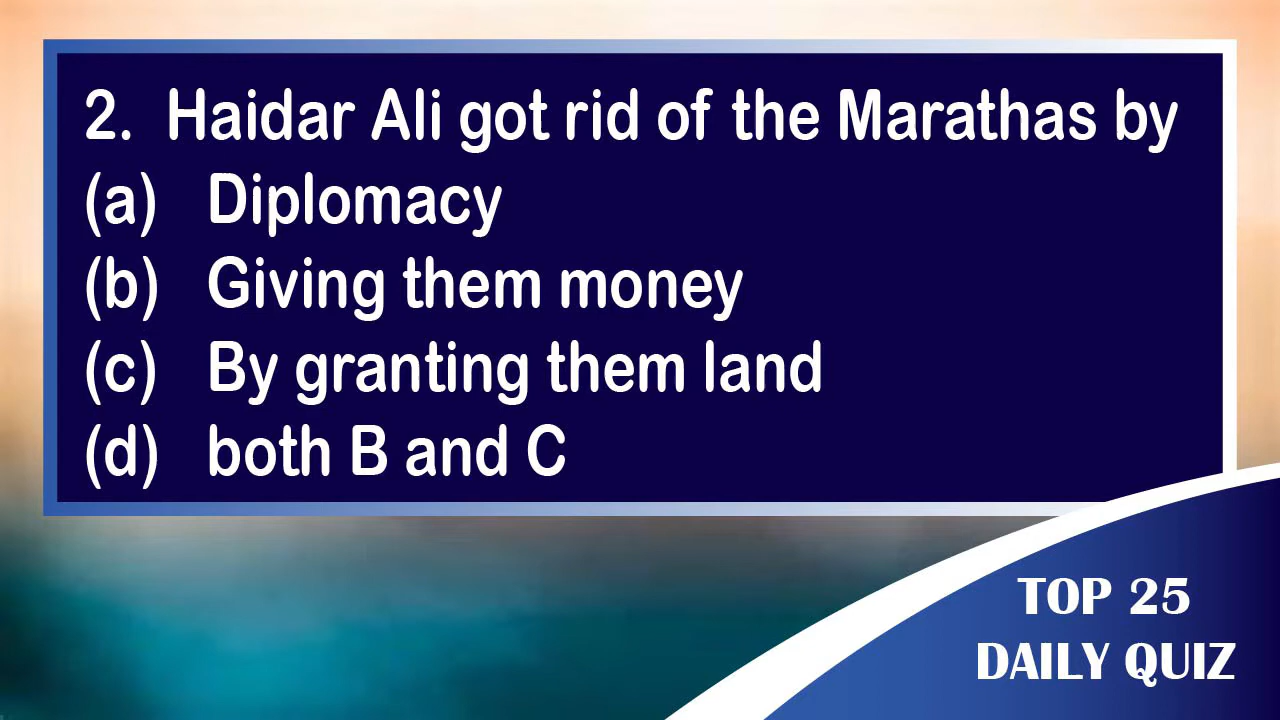 2. Haidar Ali got rid of the Marathas by
(a) Diplomacy
(b) Giving them money
(c) By granting them land
(d) both B and C
TOP 25
DAILY QUIZ